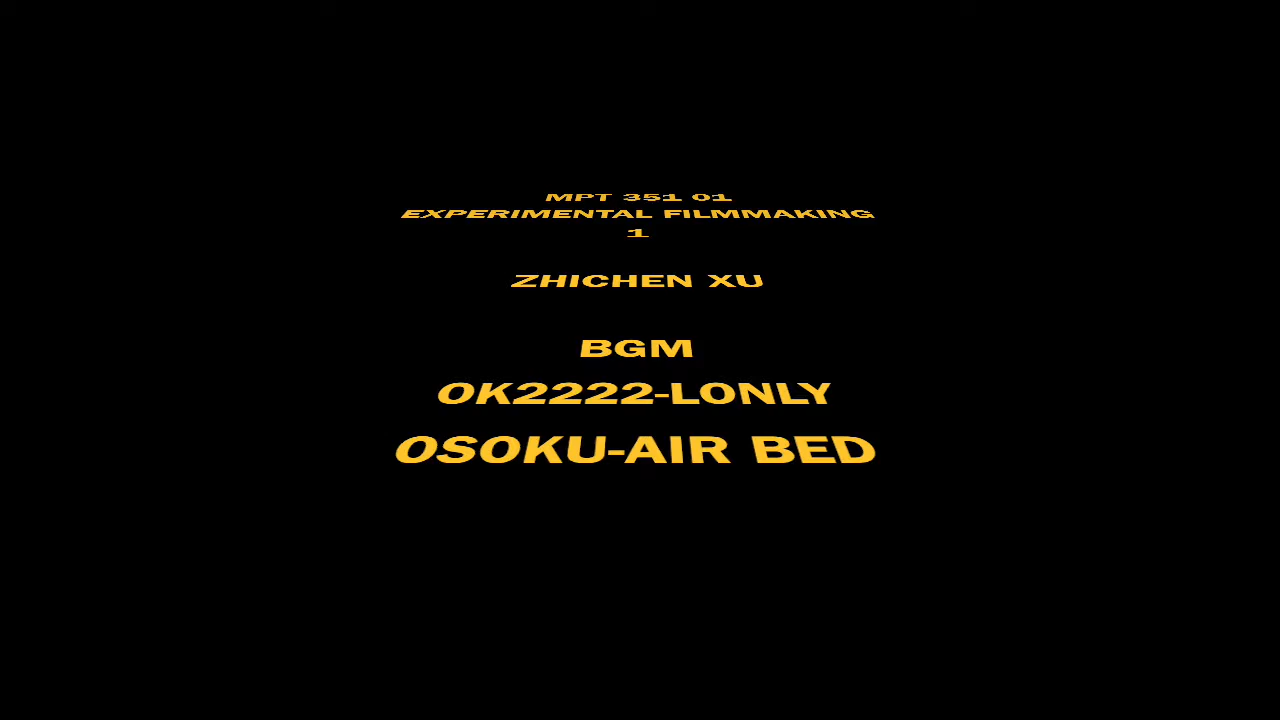 MPT 351 01
EXPERIMENTAL FILMMAKING
1
ZHICHEN XU
BGM
OK2222-LONLY
OSOKU-AIR BED